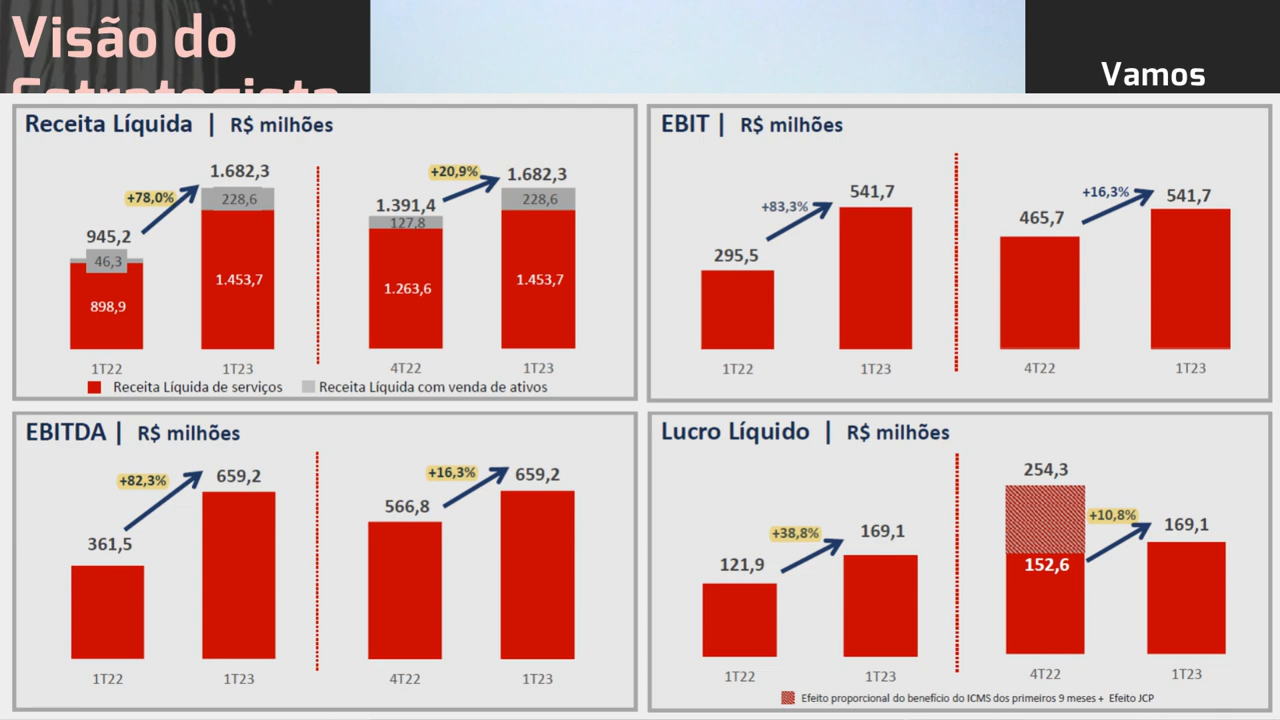 Visão do
Estrategista
Vamos
Receita Líquida | R$ milhões
+78,0%
1.682,3
228,6
945,2
46,3
898,9
1.453,7
1T22
1T23
+20,9%
1.682,3
1.391,4
228,6
127,8
1.263,6
1.453,7
4T22
1T23
Receita Líquida de serviços
Receita Líquida com venda de ativos
EBIT | R$ milhões
+83,3%
541,7
295,5
1T22
1T23
+16,3%
541,7
465,7
4T22
1T23
EBITDA | R$ milhões
+82,3%
659,2
361,5
1T22
1T23
+16,3%
659,2
566,8
4T22
1T23
Lucro Líquido | R$ milhões
+38,8%
169,1
121,9
1T22
1T23
254,3
+10,8%
169,1
152,6
4T22
1T23
Efeito proporcional do benefício do ICMS dos primeiros 9 meses + Efeito JCP